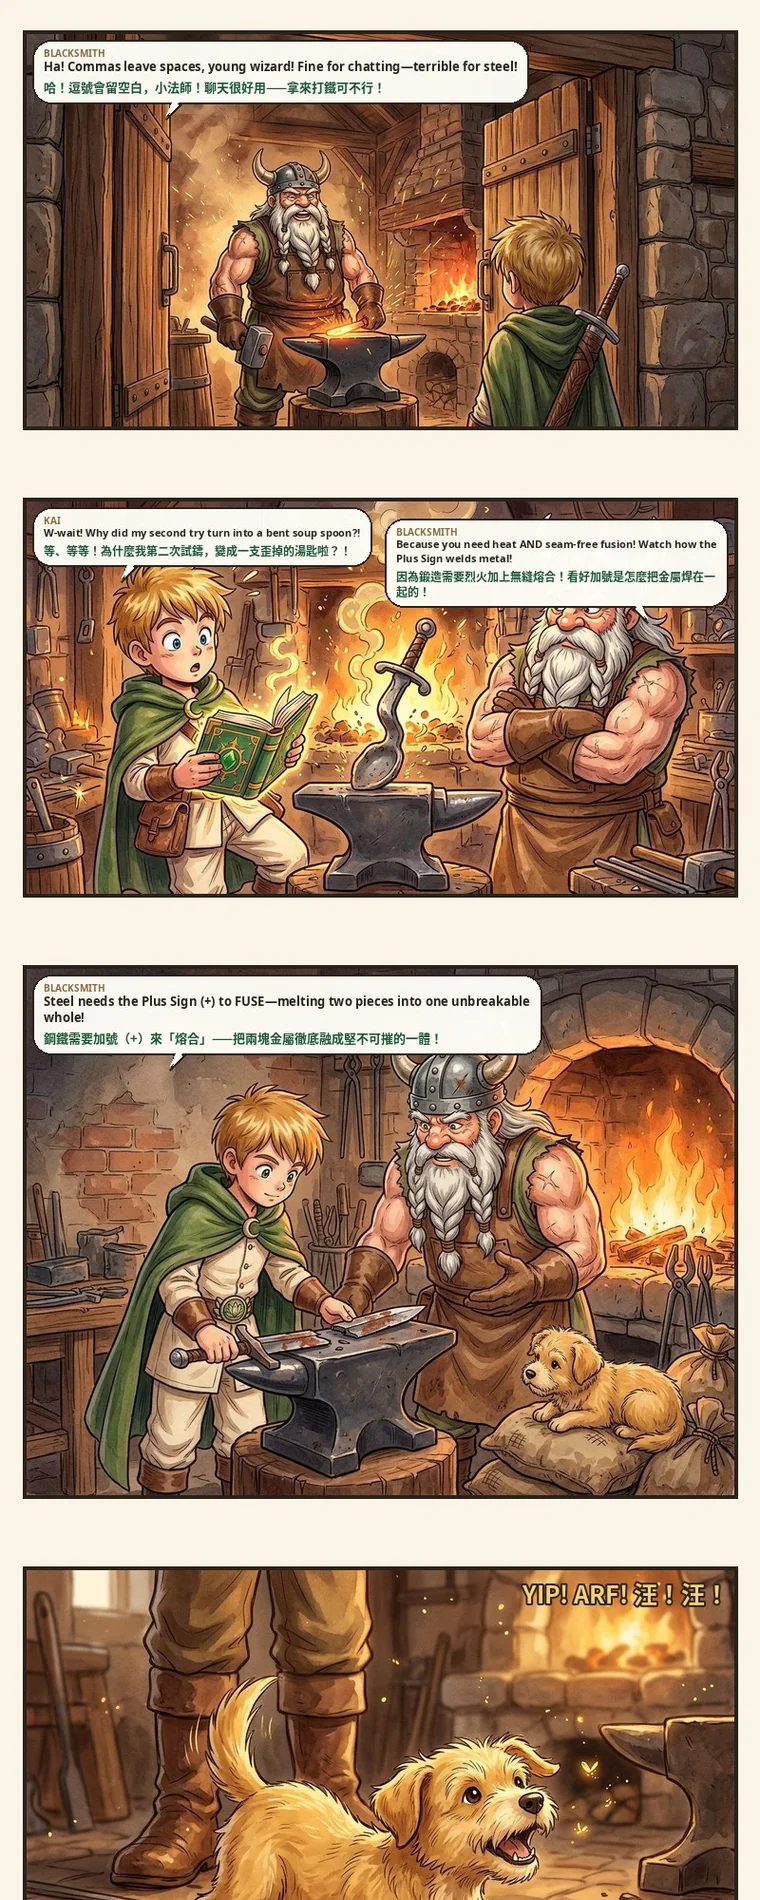 BLACKSMITH
Ha! Commas leave spaces, young wizard! Fine for chatting—terrible for steel!
哈！逗號會留空白，小法師！聊天很好用——拿來打鐵可不行！
KAI
W-wait! Why did my second try turn into a bent soup spoon?!
等、等等！為什麼我第二次試鑄，變成一支歪掉的湯匙啦？！
BLACKSMITH
Because you need heat AND seam-free fusion! Watch how the
Plus Sign welds metal!
因為鍛造需要烈火加上無縫熔合！看好加號是怎麼把金屬焊在一
起的！
BLACKSMITH
Steel needs the Plus Sign (+) to FUSE—melting two pieces into one unbreakable
whole!
鋼鐵需要加號（+）來「熔合」——把兩塊金屬徹底融成堅不可摧的一體！
YIP! ARF! 汪！汪！